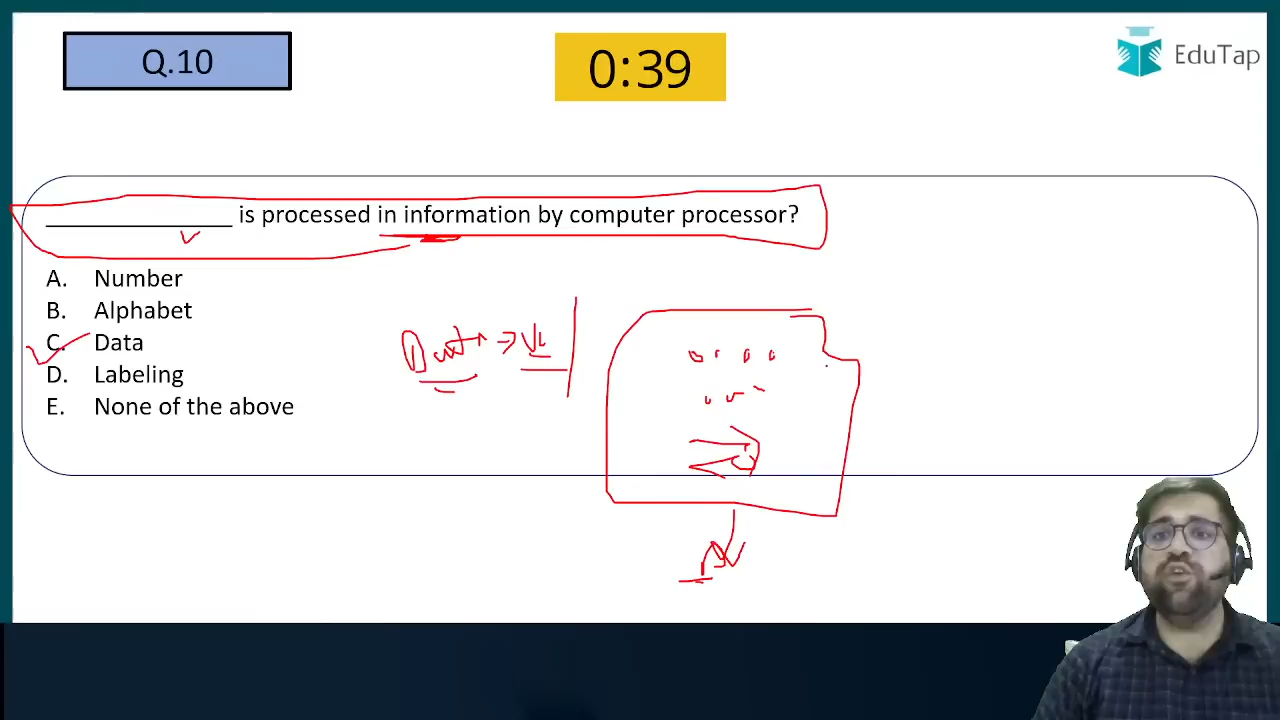 Q.10
0:39
EduTap
____________ is processed in information by computer processor?
A. Number
B. Alphabet
C. Data
D. Labeling
E. None of the above